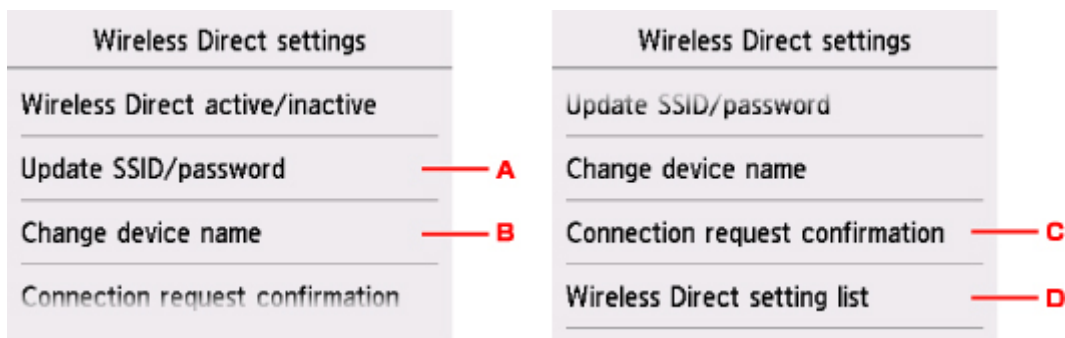 Wireless Direct settings
Wireless Direct active/inactive
Update SSID/password
A
Change device name
B
Connection request confirmation
Wireless Direct settings
Update SSID/password
Change device name
Connection request confirmation
C
Wireless Direct setting list
D